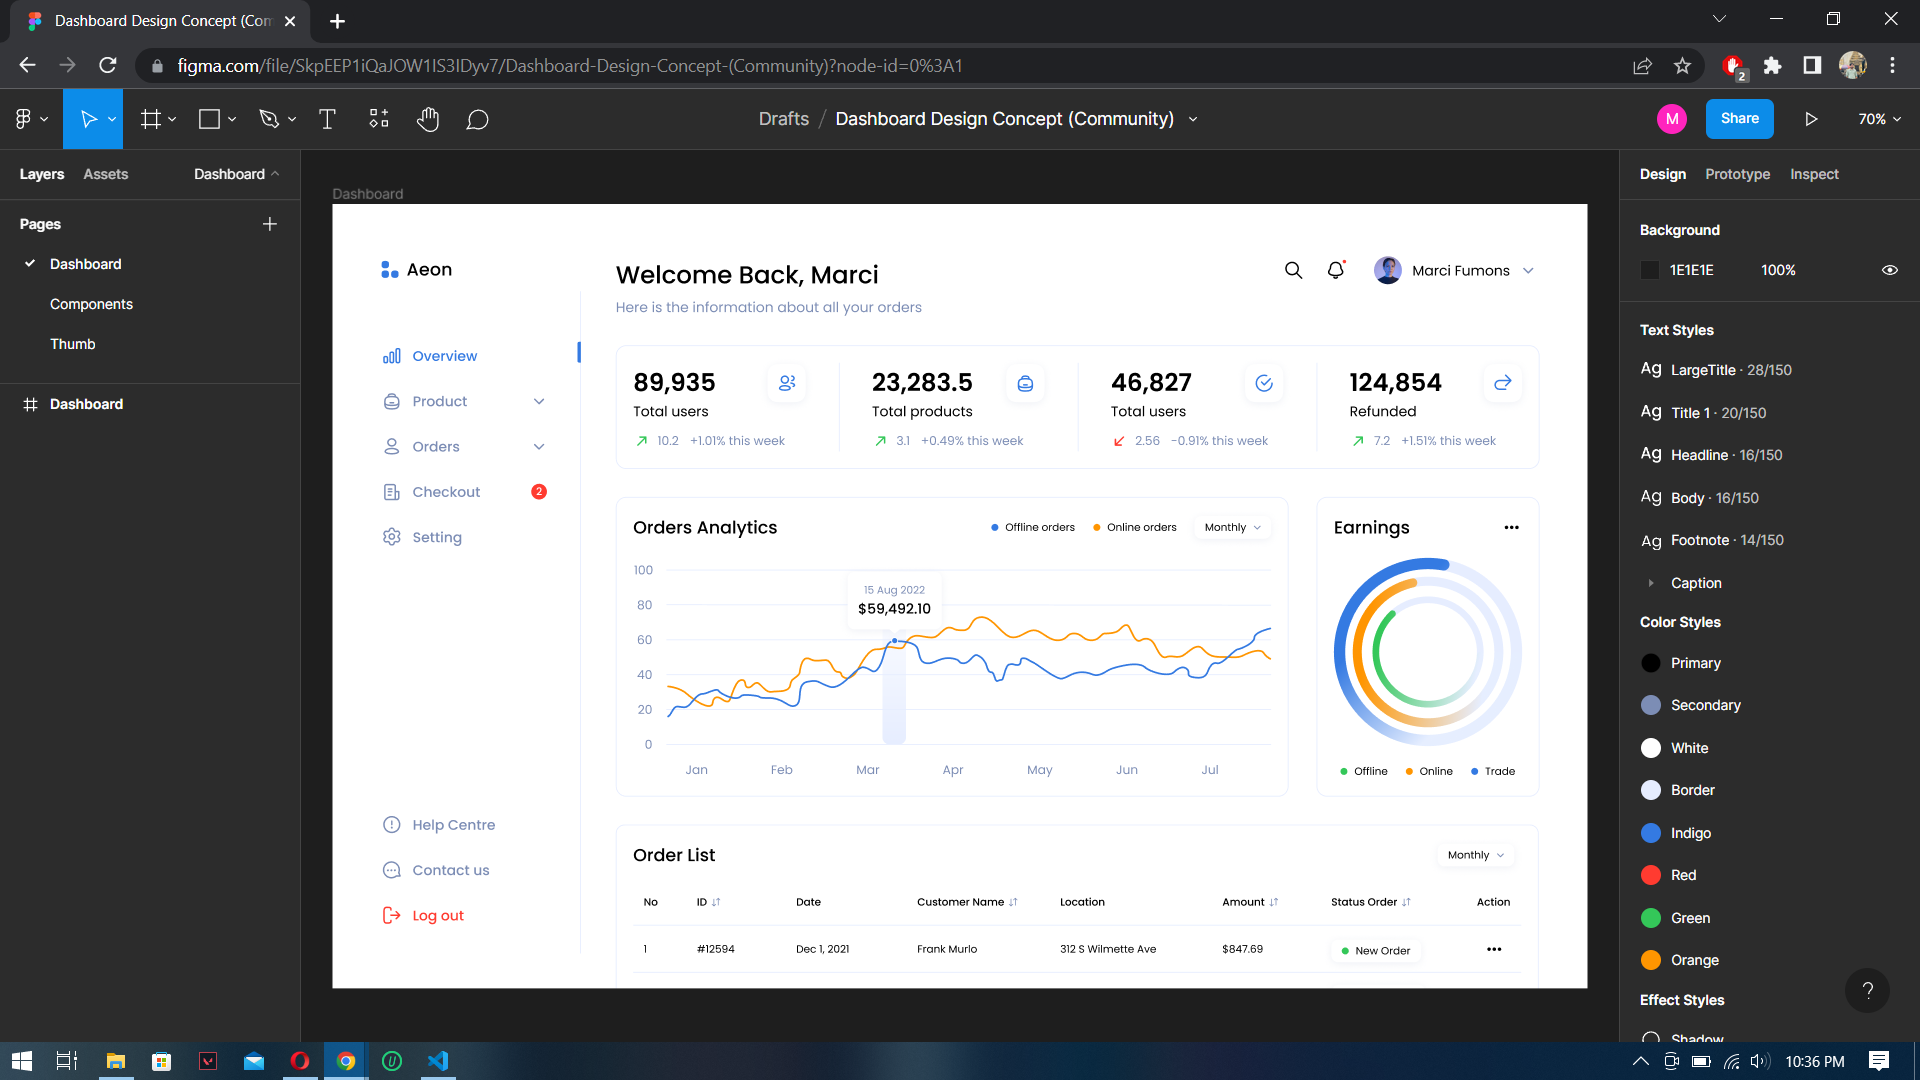 Dashboard Design Concept (Com
figma.com/file/SkpEEP1iQaJOW1IS3IDyv7/Dashboard-Design-Concept-(Community)?node-id=0%3A1
2
T
Drafts / Dashboard Design Concept (Community)
M
Share
70%
Layers
Assets
Dashboard
Pages
Dashboard
Components
Thumb
Dashboard
Dashboard
Aeon
Overview
Product
Orders
Checkout
2
Setting
Help Centre
Contact us
Log out
Welcome Back, Marci
Here is the information about all your orders
Marci Fumons
89,935
Total users
10.2 +1.01% this week
23,283.5
Total products
3.1 +0.49% this week
46,827
Total users
2.56 -0.91% this week
124,854
Refunded
7.2 +1.51% this week
Orders Analytics
Offline orders
Online orders
Monthly
100
80
60
40
20
0
15 Aug 2022
$59,492.10
Jan Feb Mar Apr May Jun Jul
Earnings
Offline Online Trade
Order List
Monthly
No ID Date Customer Name Location Amount Status Order Action
1 #12594 Dec 1, 2021 Frank Murlo 312 S Wilmette Ave $847.69 New Order
Design
Prototype
Inspect
Background
1E1E1E 100%
Text Styles
Ag LargeTitle · 28/150
Ag Title 1 · 20/150
Ag Headline · 16/150
Ag Body · 16/150
Ag Footnote · 14/150
Caption
Color Styles
Primary
Secondary
White
Border
Indigo
Red
Green
Orange
Effect Styles
Shadow
?
10:36 PM